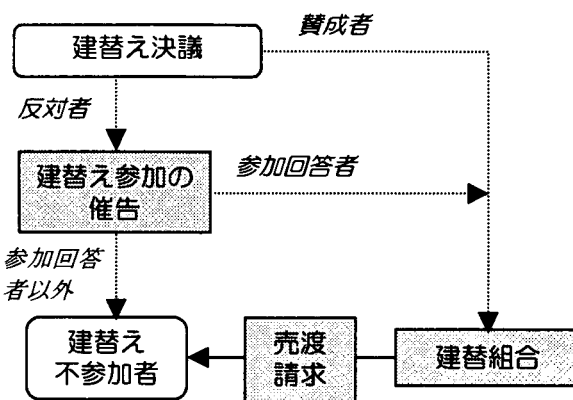 賛成者
建替え決議
反対者
建替え参加の
催告
参加回答者
参加回答
者以外
建替え
不参加者
売渡
請求
建替組合